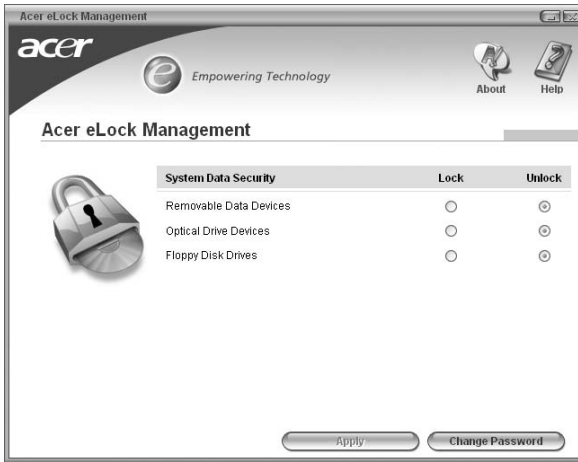 Acer eLock Management
acer
e Empowering Technology
About Help
Acer eLock Management
System Data Security Lock Unlock
Removable Data Devices
Optical Drive Devices
Floppy Disk Drives
Apply Change Password